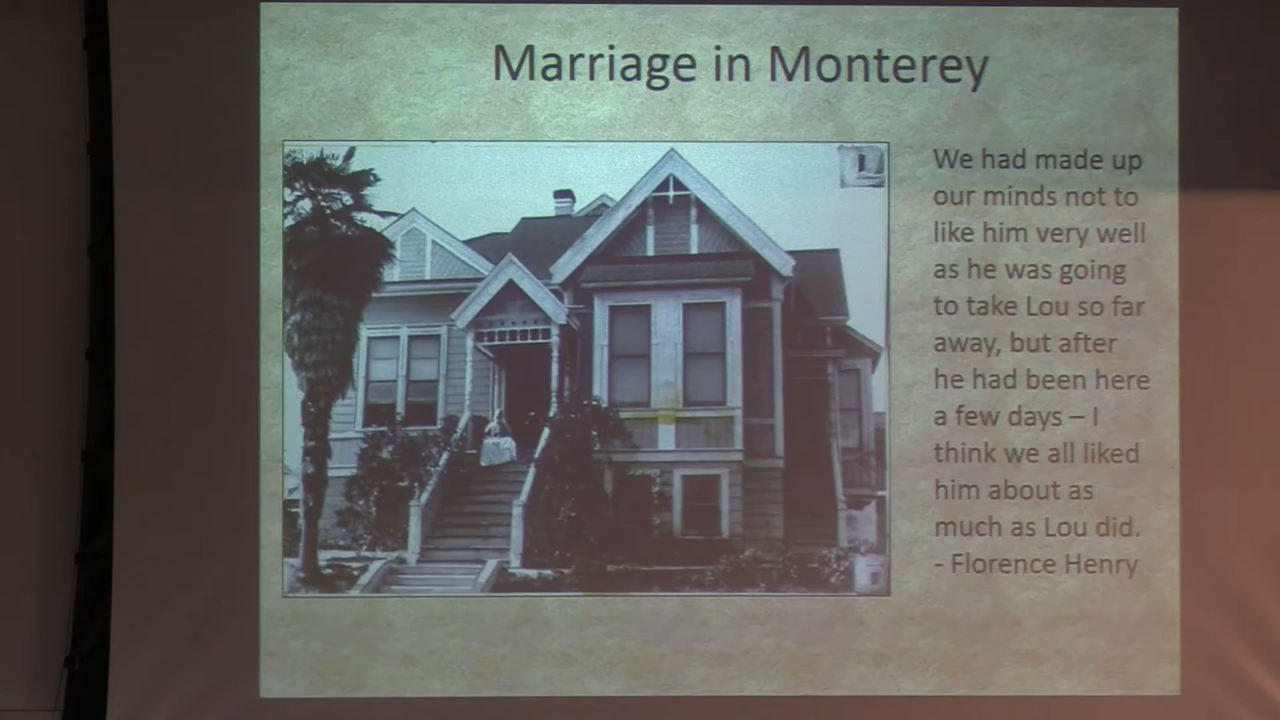 Marriage in Monterey
We had made up
our minds not to
like him very well
as he was going
to take Lou so far
away, but after
he had been here
a few days – I
think we all liked
him about as
much as Lou did.
- Florence Henry